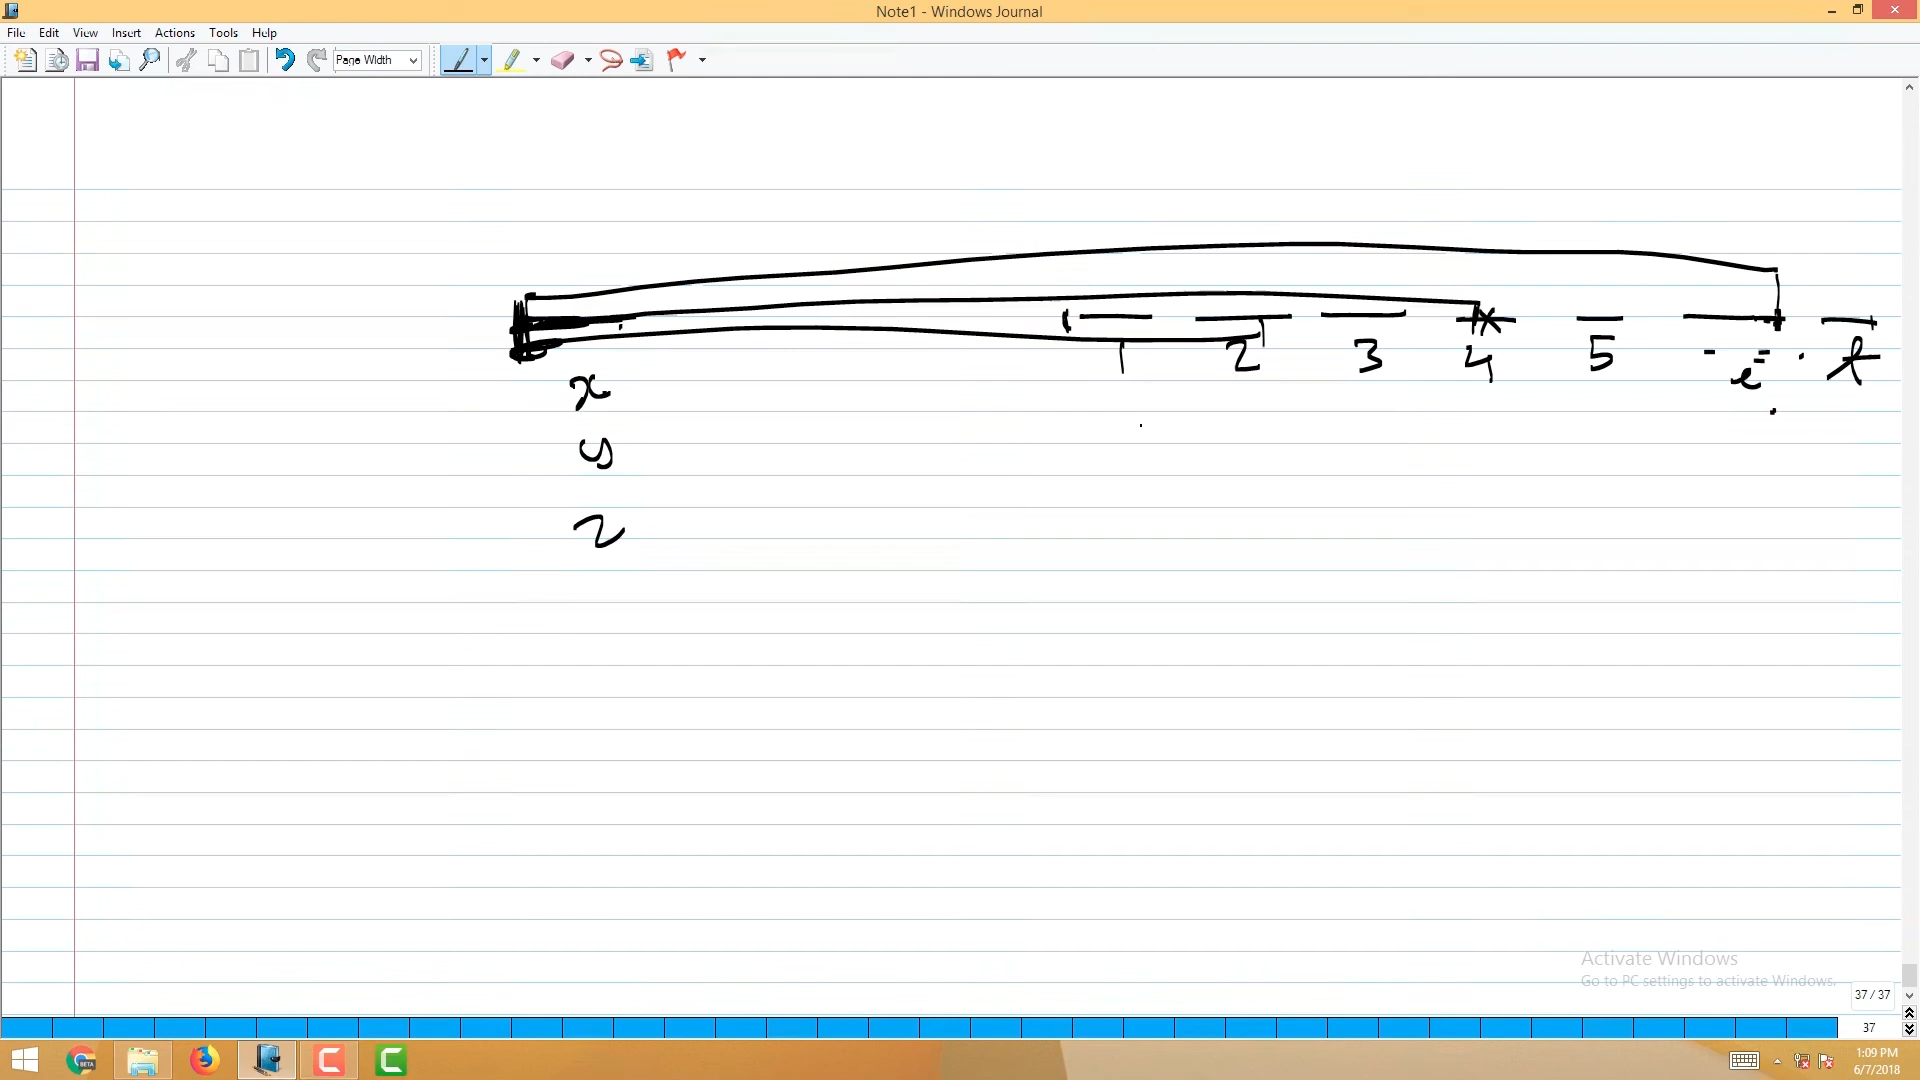 Note1 - Windows Journal
File Edit View Insert Actions Tools Help
Page Width
1 2 3 4 5 - - . t
e
x
y
z
Activate Windows
Go to PC settings to activate Windows.
37 / 37
37
BETA
1:09 PM
6/7/2018